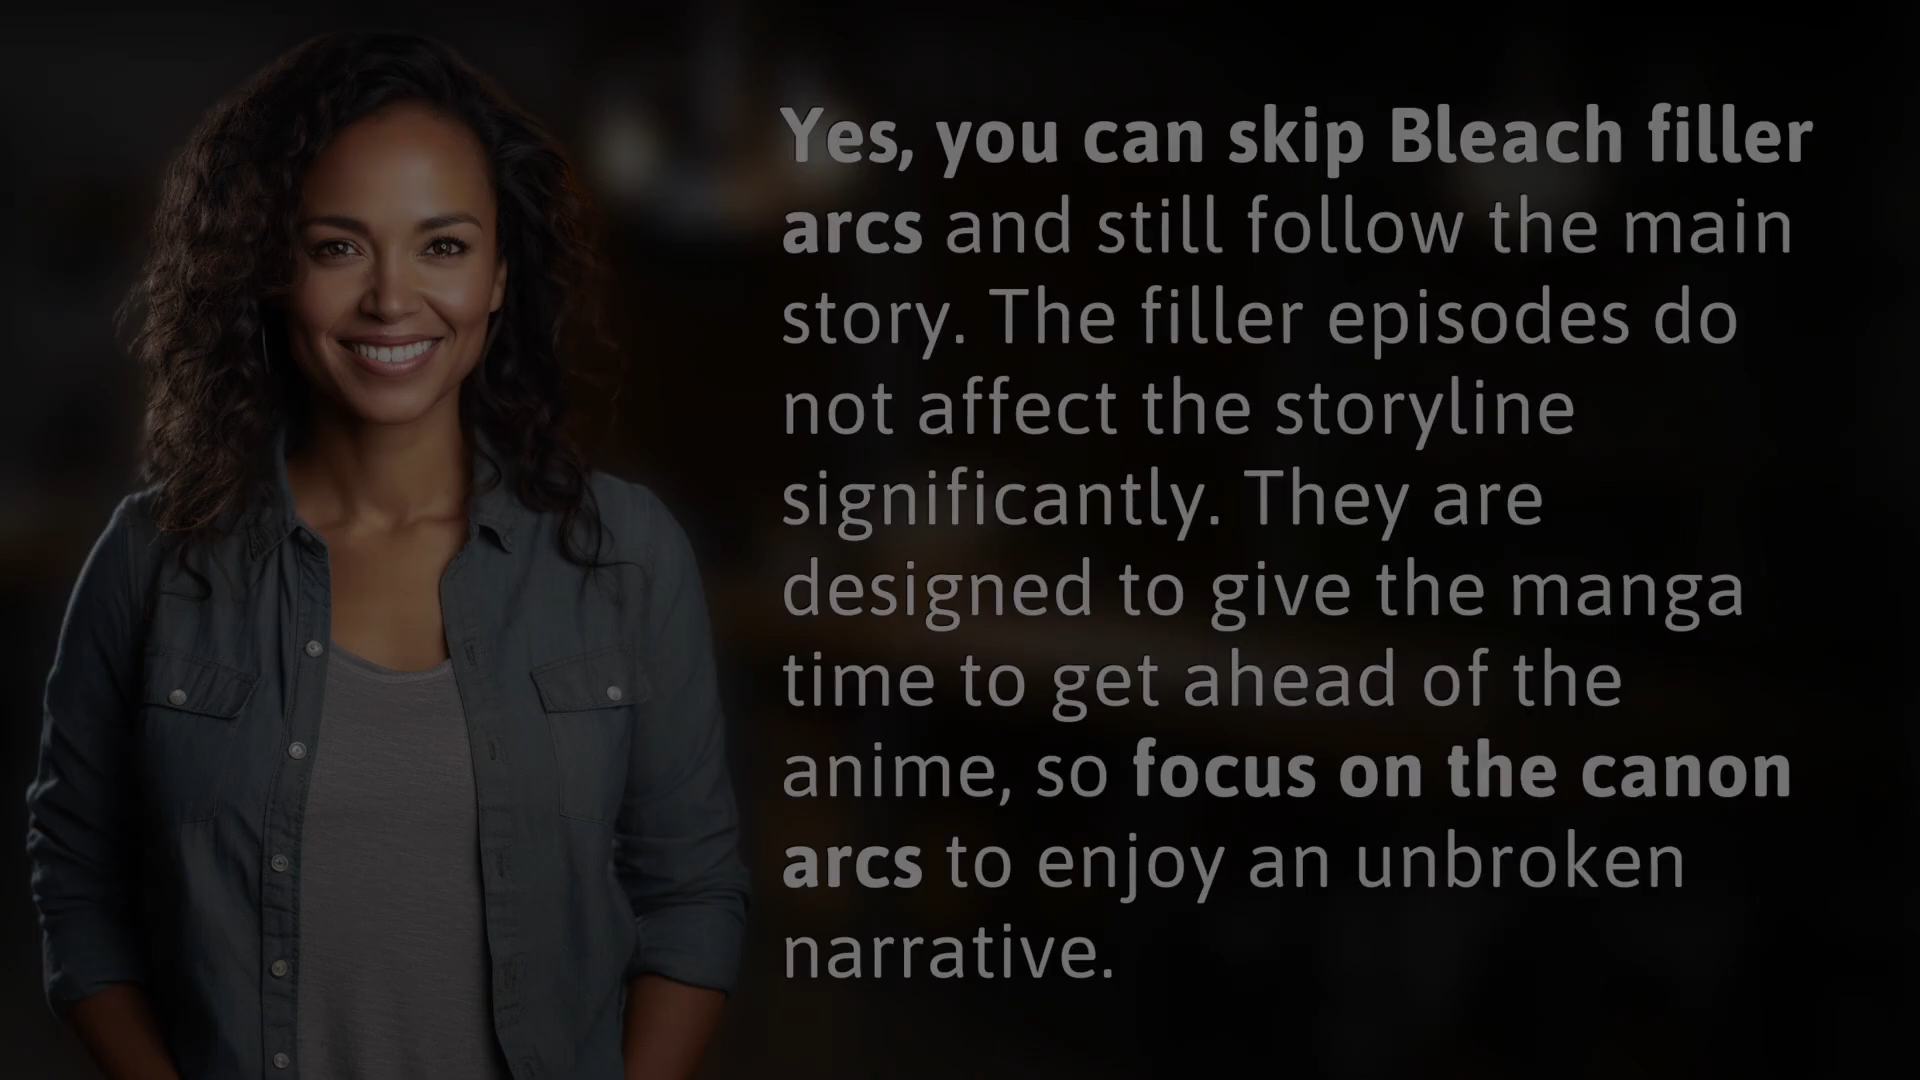 Yes, you can skip Bleach filler
arcs and still follow the main
story. The filler episodes do
not affect the storyline
significantly. They are
designed to give the manga
time to get ahead of the
anime, so focus on the canon
arcs to enjoy an unbroken
narrative.